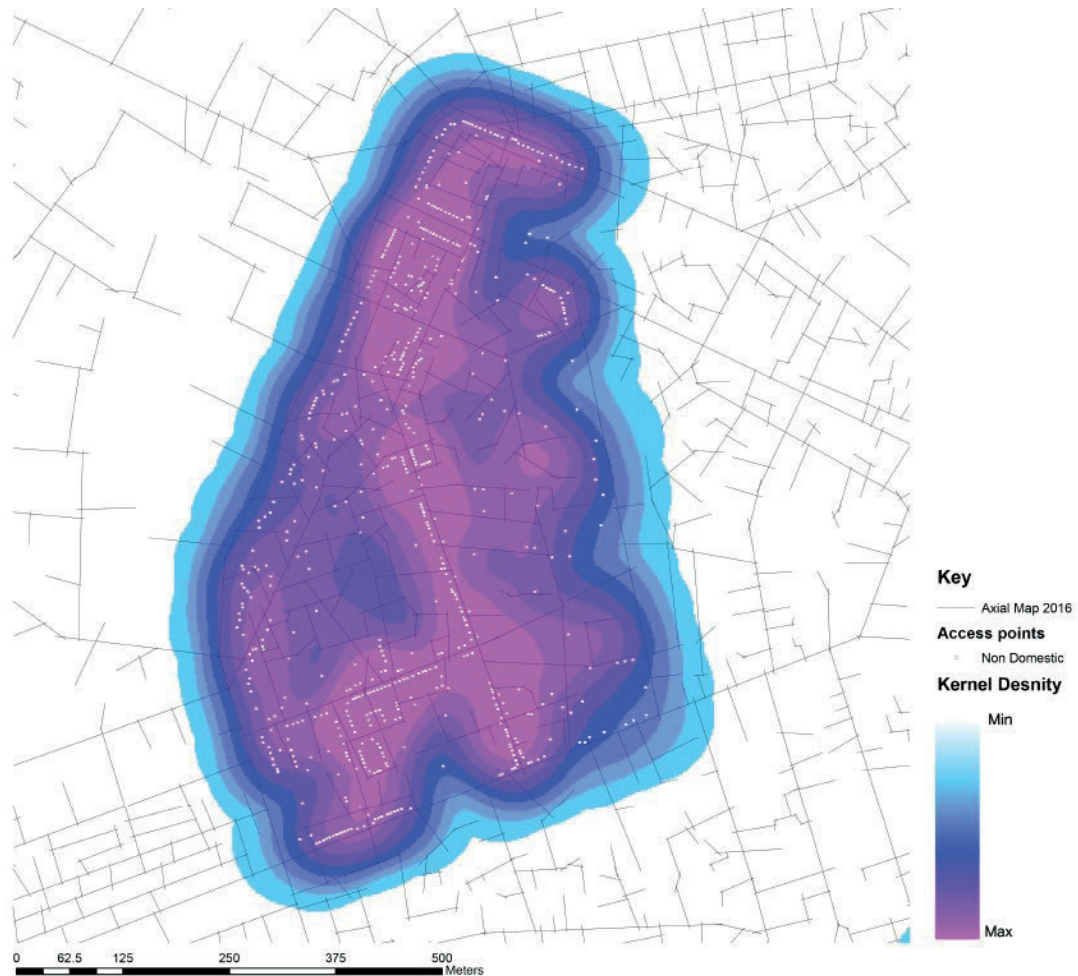 Key
Axial Map 2016
Access points
Non Domestic
Kernel Desnity
Min
Max
0 62.5 125 250 375 500
Meters